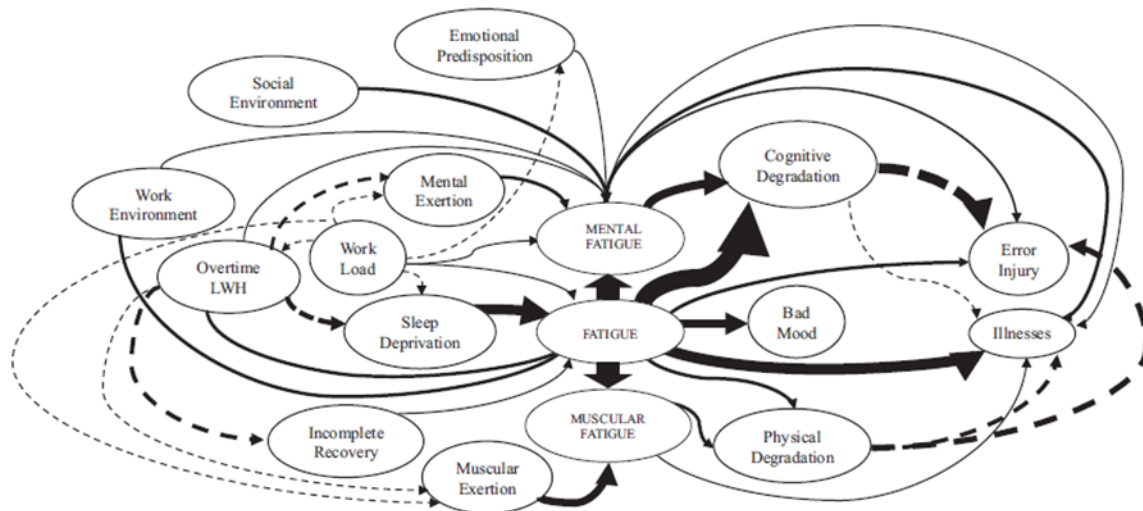 Emotional
Predisposition
Social
Environment
Cognitive
Degradation
Mental
Exertion
Work
Environment
MENTAL
FATIGUE
Work
Load
Error
Injury
Overtime
LWH
Sleep
Deprivation
FATIGUE
Bad
Mood
Illnesses
MUSCULAR
FATIGUE
Incomplete
Recovery
Physical
Degradation
Muscular
Exertion